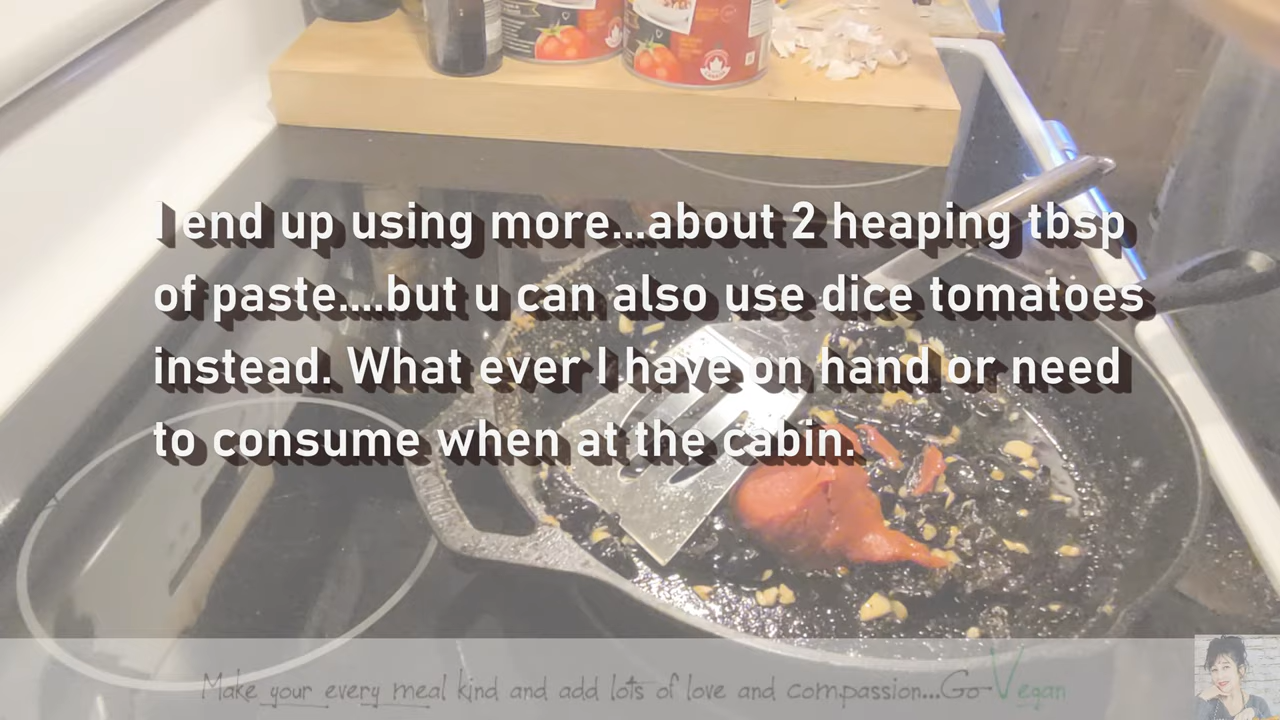 I end up using more...about 2 heaping tbsp
of paste....but u can also use dice tomatoes
instead. What ever I have on hand or need
to consume when at the cabin.
Make your every meal kind and add lots of love and compassion...Go Vegan